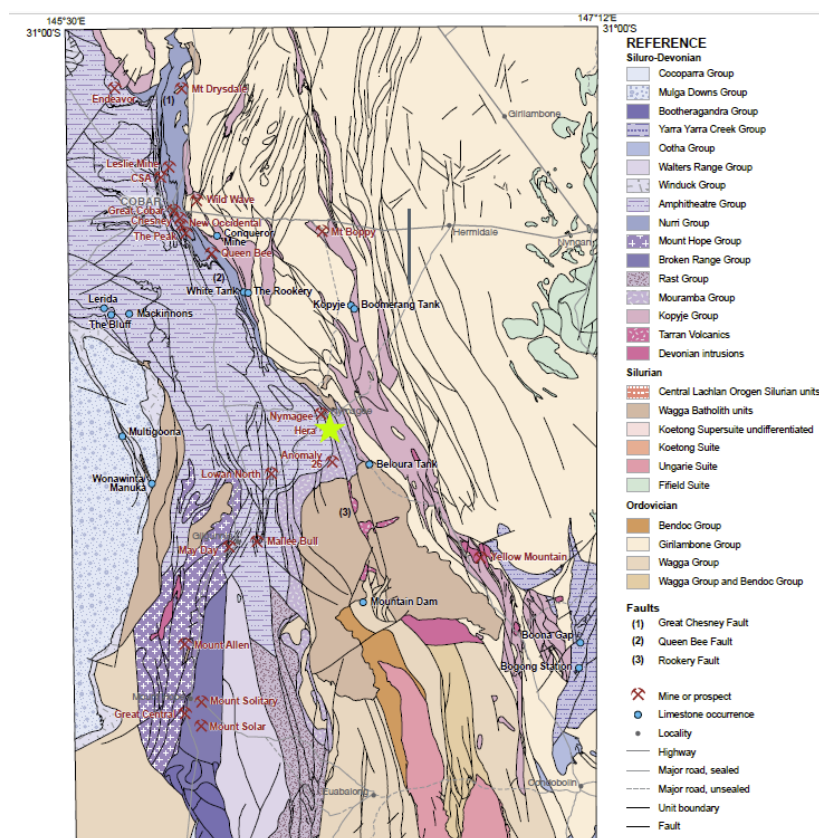 145°30'E
147°12'E
31°00'S
31°00'S
Endeavor
Mt Drysdale
(1)
Girilambone
Leslie Mine
CSA
Wild Wave
COBAR
Great Cobar
Chesney
New Occidental
The Peak
Conqueror
Mine
Queen Bee
Mt Boppy
Hermidale
Nyngan
(2)
White Tank
The Rookery
Lerida
The Bluff
Mackinnons
Kopyje
Boomerang Tank
Nymagee
Hera
Multigoona
Anomaly
26
Beloura Tank
Lowan North
Wonawinta
Manuka
(3)
May Day
Mallee Bull
Yellow Mountain
Mountain Dam
Boona Gap
Mount Allen
Bogong Station
Mount Solitary
Great Central
Mount Solar
Euabalong
Condobolin
REFERENCE
Siluro-Devonian
Cocoparra Group
Mulga Downs Group
Bootheragandra Group
Yarra Yarra Creek Group
Ootha Group
Walters Range Group
Winduck Group
Amphitheatre Group
Nurri Group
Mount Hope Group
Broken Range Group
Rast Group
Mouramba Group
Kopyje Group
Tarran Volcanics
Devonian intrusions
Silurian
Central Lachlan Orogen Silurian units
Wagga Batholith units
Koetong Supersuite undifferentiated
Koetong Suite
Ungarie Suite
Fifield Suite
Ordovician
Bendoc Group
Girilambone Group
Wagga Group
Wagga Group and Bendoc Group
Faults
(1) Great Chesney Fault
(2) Queen Bee Fault
(3) Rookery Fault
Mine or prospect
Limestone occurrence
Locality
Highway
Major road, sealed
Major road, unsealed
Unit boundary
Fault